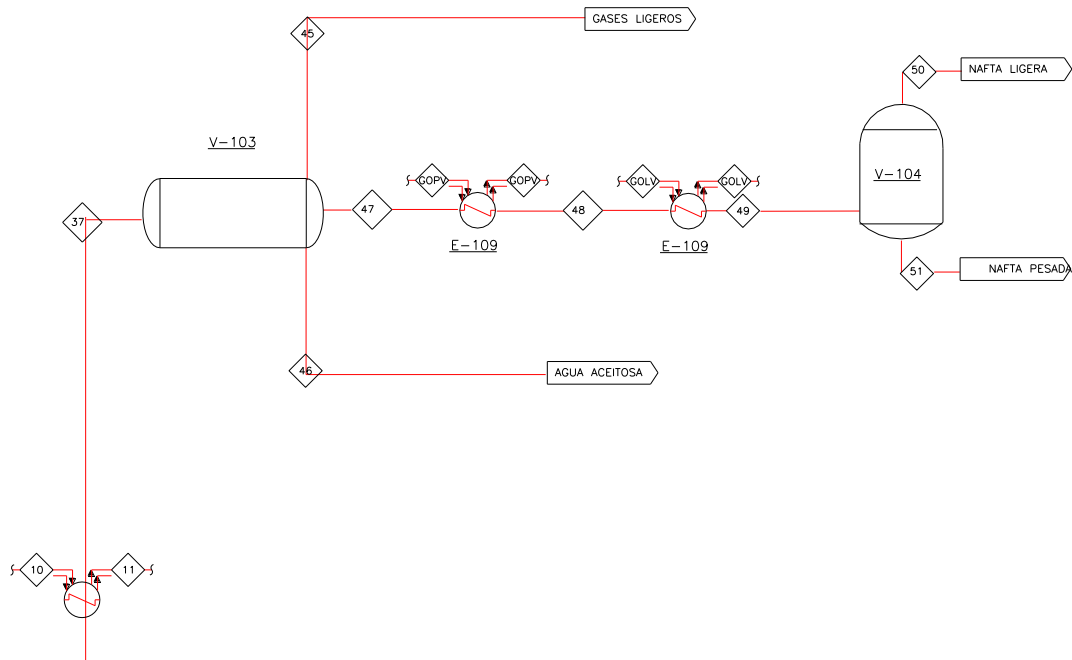 GASES LIGEROS
45
50
NAFTA LIGERA
V-103
V-104
GOPV
GOPV
GOLV
GOLV
37
47
48
49
E-109
E-109
51
NAFTA PESADA
46
AGUA ACEITOSA
10
11